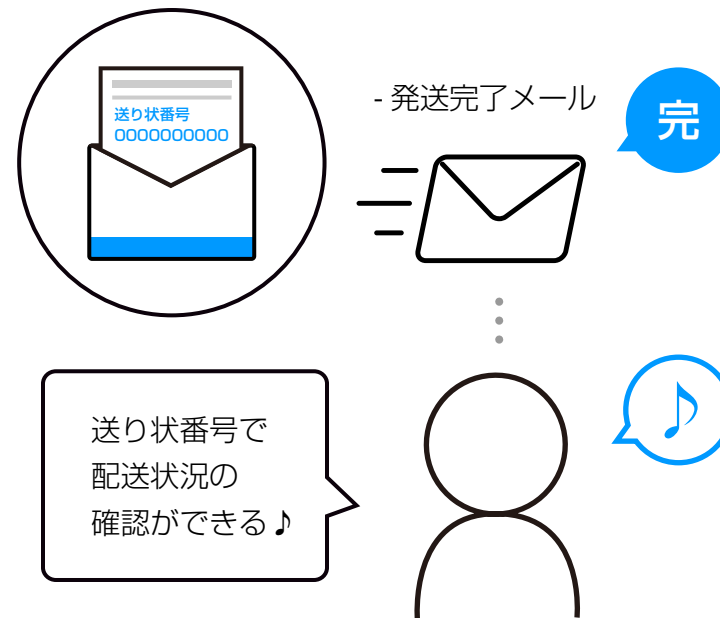 送り状番号
0000000000
- 発送完了メール
完
送り状番号で
配送状況の
確認ができる♪
♪